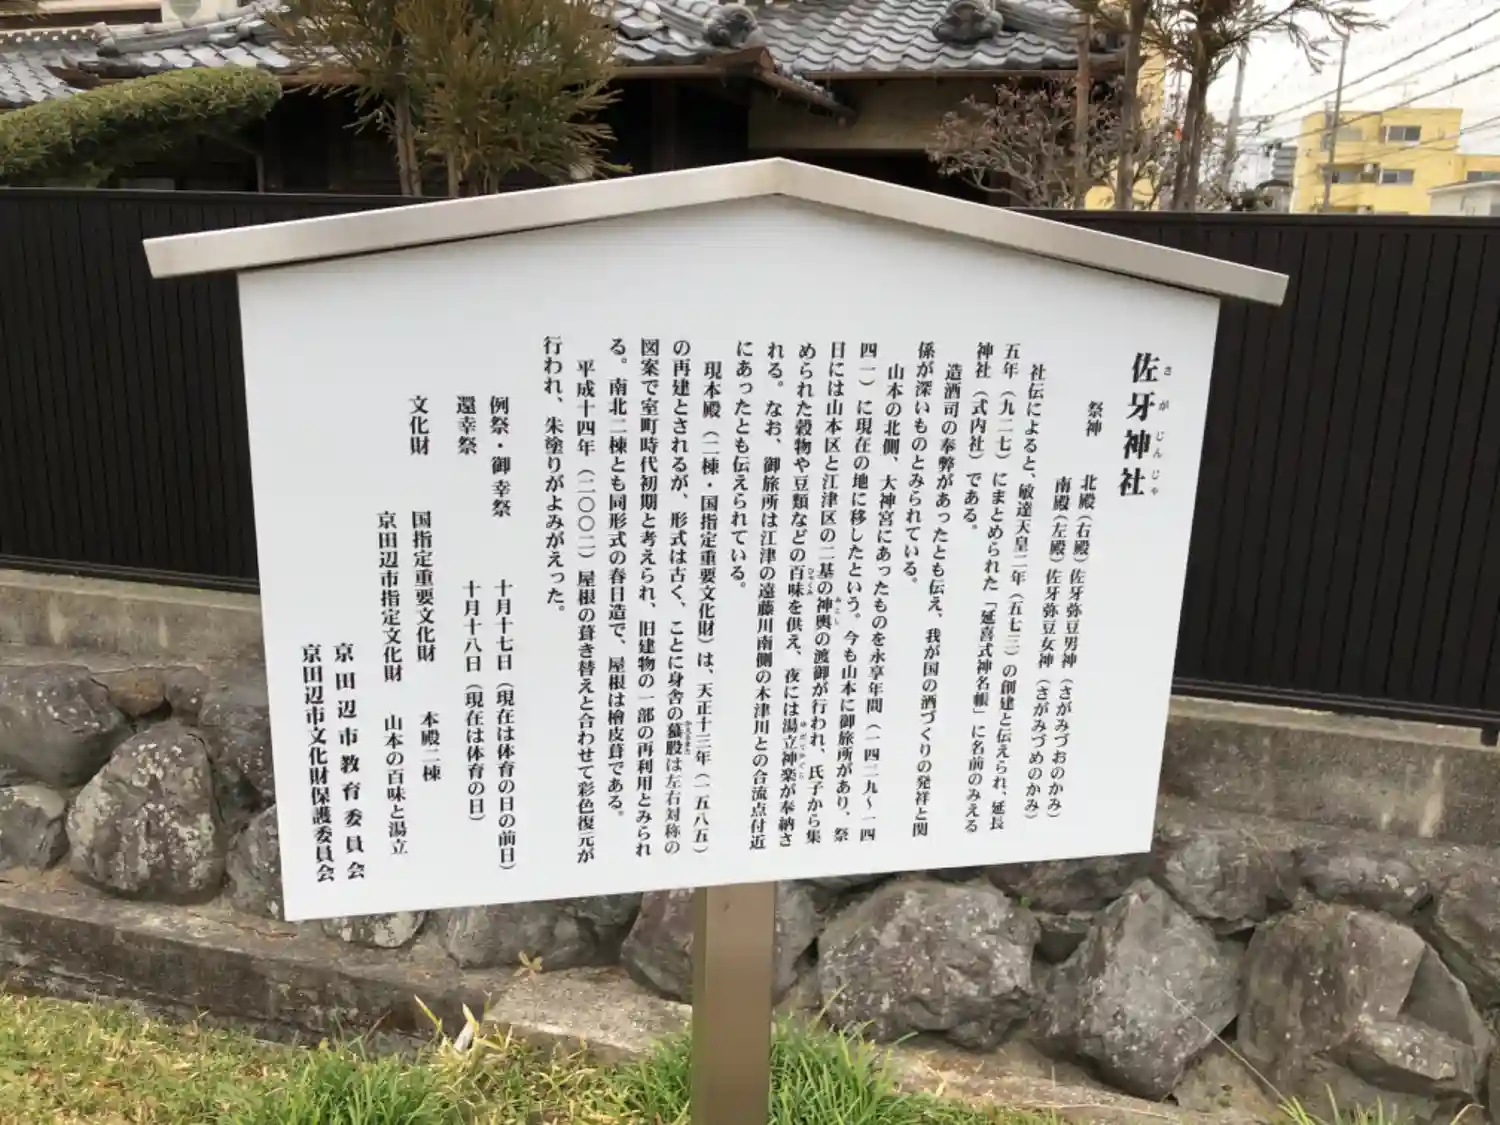 佐牙神社
さがじんじゃ
祭神　北殿（右殿）佐牙弥豆男神（さがみづおのかみ）
南殿（左殿）佐牙弥豆女神（さがみづめのかみ）
社伝によると、敏達天皇二年（五七三）の創建と伝えられ、延長
五年（九二七）にまとめられた「延喜式神名帳」に名前のみえる
神社（式内社）である。
造酒司の奉幣があったとも伝え、我が国の酒づくりの発祥と関
係が深いものとみられている。
山本の北側、大神宮にあったものを永享年間（一四二九〜一四
四一）に現在の地に移したという。今も山本に御旅所があり、祭
日には山本区と江津区の二基の神輿の渡御が行われ、氏子から集
みこし
められた穀物や豆類などの百味を供え、夜には湯立神楽が奉納さ
ひゃくみ
ゆだてかぐら
れる。なお、御旅所は江津の遠藤川南側の木津川との合流点付近
にあったとも伝えられている。
現本殿（二棟・国指定重要文化財）は、天正十三年（一五八五）
の再建とされるが、形式は古く、ことに身舎の蟇股は左右対称の
かえるまた
図案で室町時代初期と考えられ、旧建物の一部の再利用とみられ
る。南北二棟とも同形式の春日造で、屋根は檜皮葺である。
平成十四年（二〇〇二）屋根の葺き替えと合わせて彩色復元が
行われ、朱塗りがよみがえった。
例祭・御幸祭　十月十七日（現在は体育の日の前日）
還幸祭　十月十八日（現在は体育の日）
文化財　国指定重要文化財　本殿二棟
京田辺市指定文化財　山本の百味と湯立
京田辺市教育委員会
京田辺市文化財保護委員会